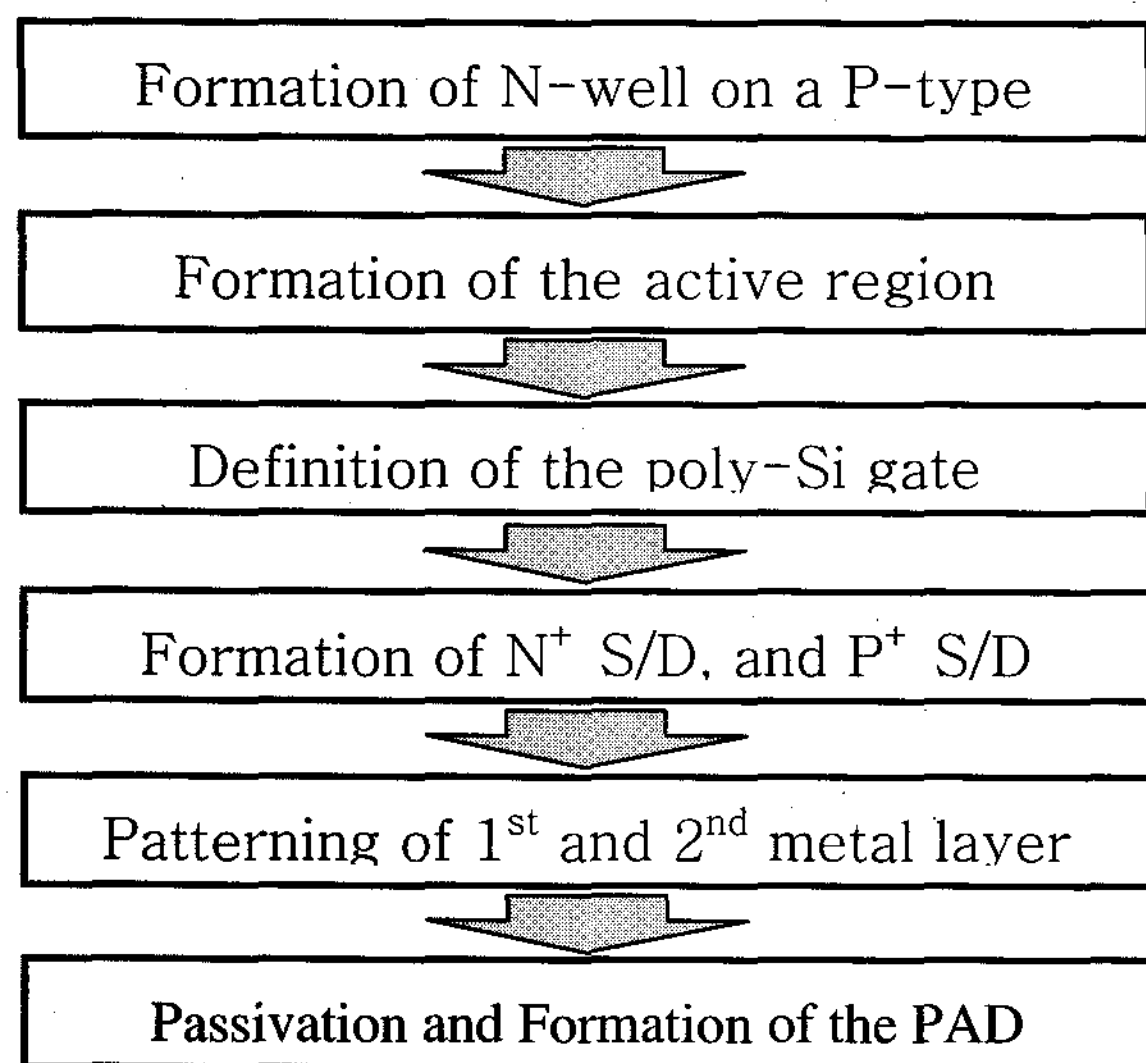 Formation of N-well on a P-type
Formation of the active region
Definition of the poly-Si gate
Formation of N⁺ S/D, and P⁺ S/D
Patterning of 1ˢᵗ and 2ⁿᵈ metal layer
Passivation and Formation of the PAD